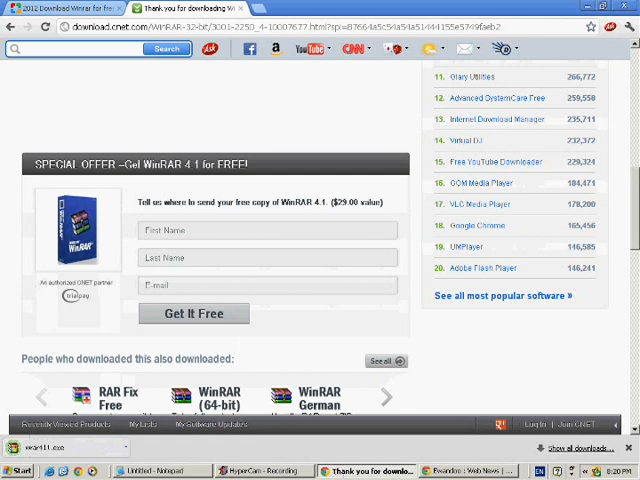 2012 Download Winrar for free
Thank you for downloading Wi
download.cnet.com/WinRAR-32-bit/3001-2250_4-10007677.html?spi=87664a5c54a54a51444155e5749faeb2
Search
Ask
YouTube
CNN
11. Glary Utilities 266,772
12. Advanced SystemCare Free 259,558
13. Internet Download Manager 235,711
14. Virtual DJ 232,372
15. Free YouTube Downloader 229,324
16. GOM Media Player 184,471
17. VLC Media Player 178,200
18. Google Chrome 165,456
19. UMPlayer 146,585
20. Adobe Flash Player 146,241
See all most popular software »
SPECIAL OFFER –Get WinRAR 4.1 for FREE!
Tell us where to send your free copy of WinRAR 4.1. ($29.00 value)
First Name
Last Name
E-mail
Get It Free
WinRAR
An authorized CNET partner
trialpay
People who downloaded this also downloaded:
See all
RAR Fix Free
WinRAR (64-bit)
WinRAR German
Recently Viewed Products
My Lists
My Software Updates
Log In | Join CNET
Show all downloads...
Start
Untitled - Notepad
HyperCam - Recording
Thank you for downlo...
Ewandoo : Web News | ...
EN
8:20 PM